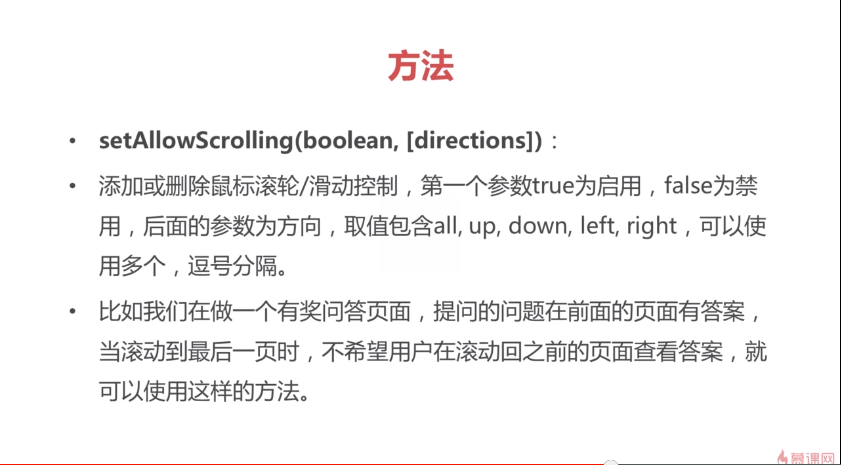 方法
• setAllowScrolling(boolean, [directions])：
• 添加或删除鼠标滚轮/滑动控制，第一个参数true为启用，false为禁
用，后面的参数为方向，取值包含all, up, down, left, right，可以使
用多个，逗号分隔。
• 比如我们在做一个有奖问答页面，提问的问题在前面的页面有答案，
当滚动到最后一页时，不希望用户在滚动回之前的页面查看答案，就
可以使用这样的方法。
慕课网